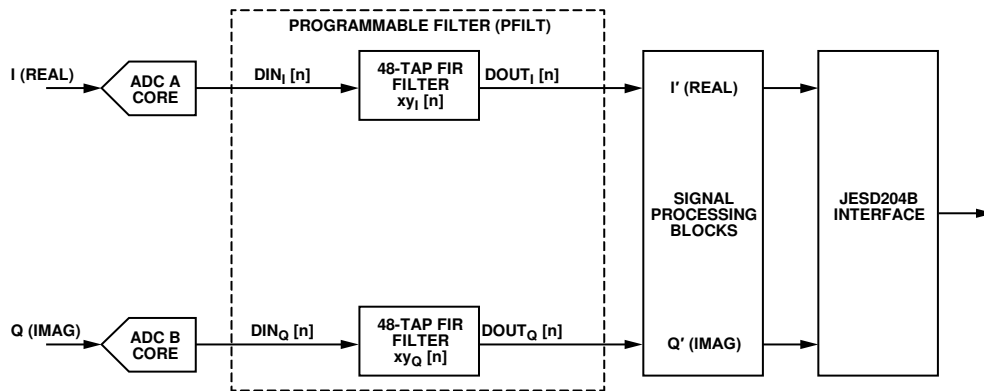 PROGRAMMABLE FILTER (PFILT)
I (REAL)
ADC A
CORE
DINI [n]
48-TAP FIR
FILTER
xyI [n]
DOUTI [n]
I′ (REAL)
SIGNAL
PROCESSING
BLOCKS
JESD204B
INTERFACE
Q (IMAG)
ADC B
CORE
DINQ [n]
48-TAP FIR
FILTER
xyQ [n]
DOUTQ [n]
Q′ (IMAG)